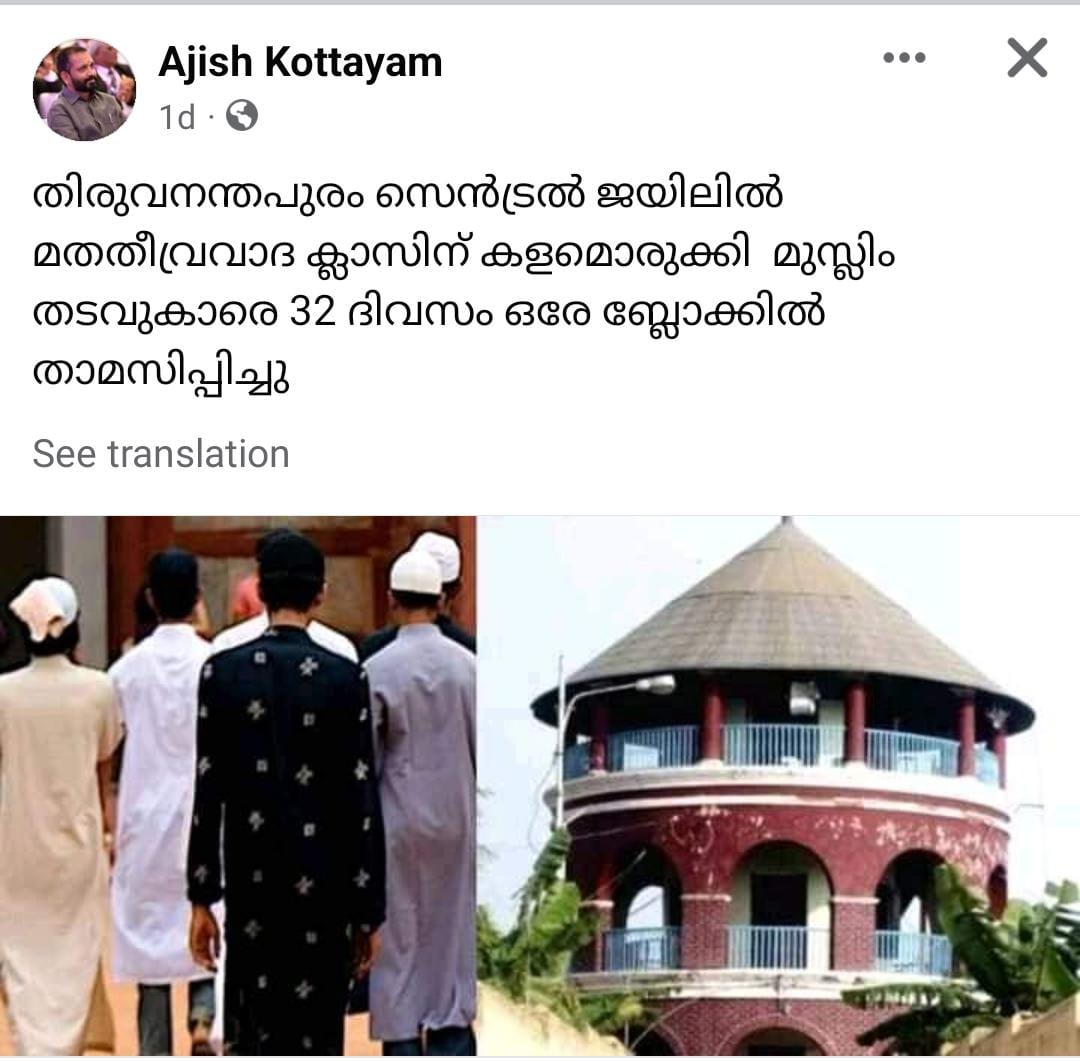 Ajish Kottayam
1d ·
തിരുവനന്തപുരം സെൻട്രൽ ജയിലിൽ
മതതീവ്രവാദ ക്ലാസിന് കളമൊരുക്കി മുസ്ലിം
തടവുകാരെ 32 ദിവസം ഒരേ ബ്ലോക്കിൽ
താമസിപ്പിച്ചു
See translation